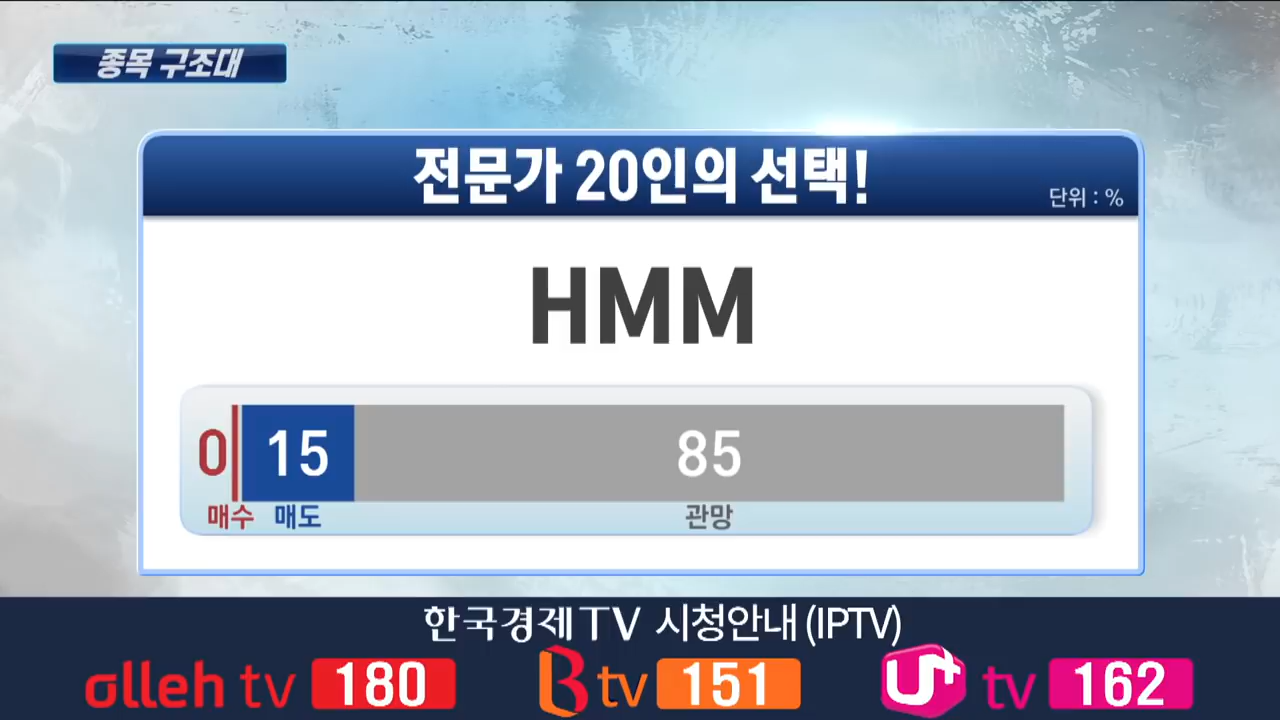 종목 구조대
전문가 20인의 선택!
단위 : %
HMM
0 15 85
매수 매도 관망
한국경제TV 시청안내 (IPTV)
olleh tv 180 B tv 151 U+ tv 162